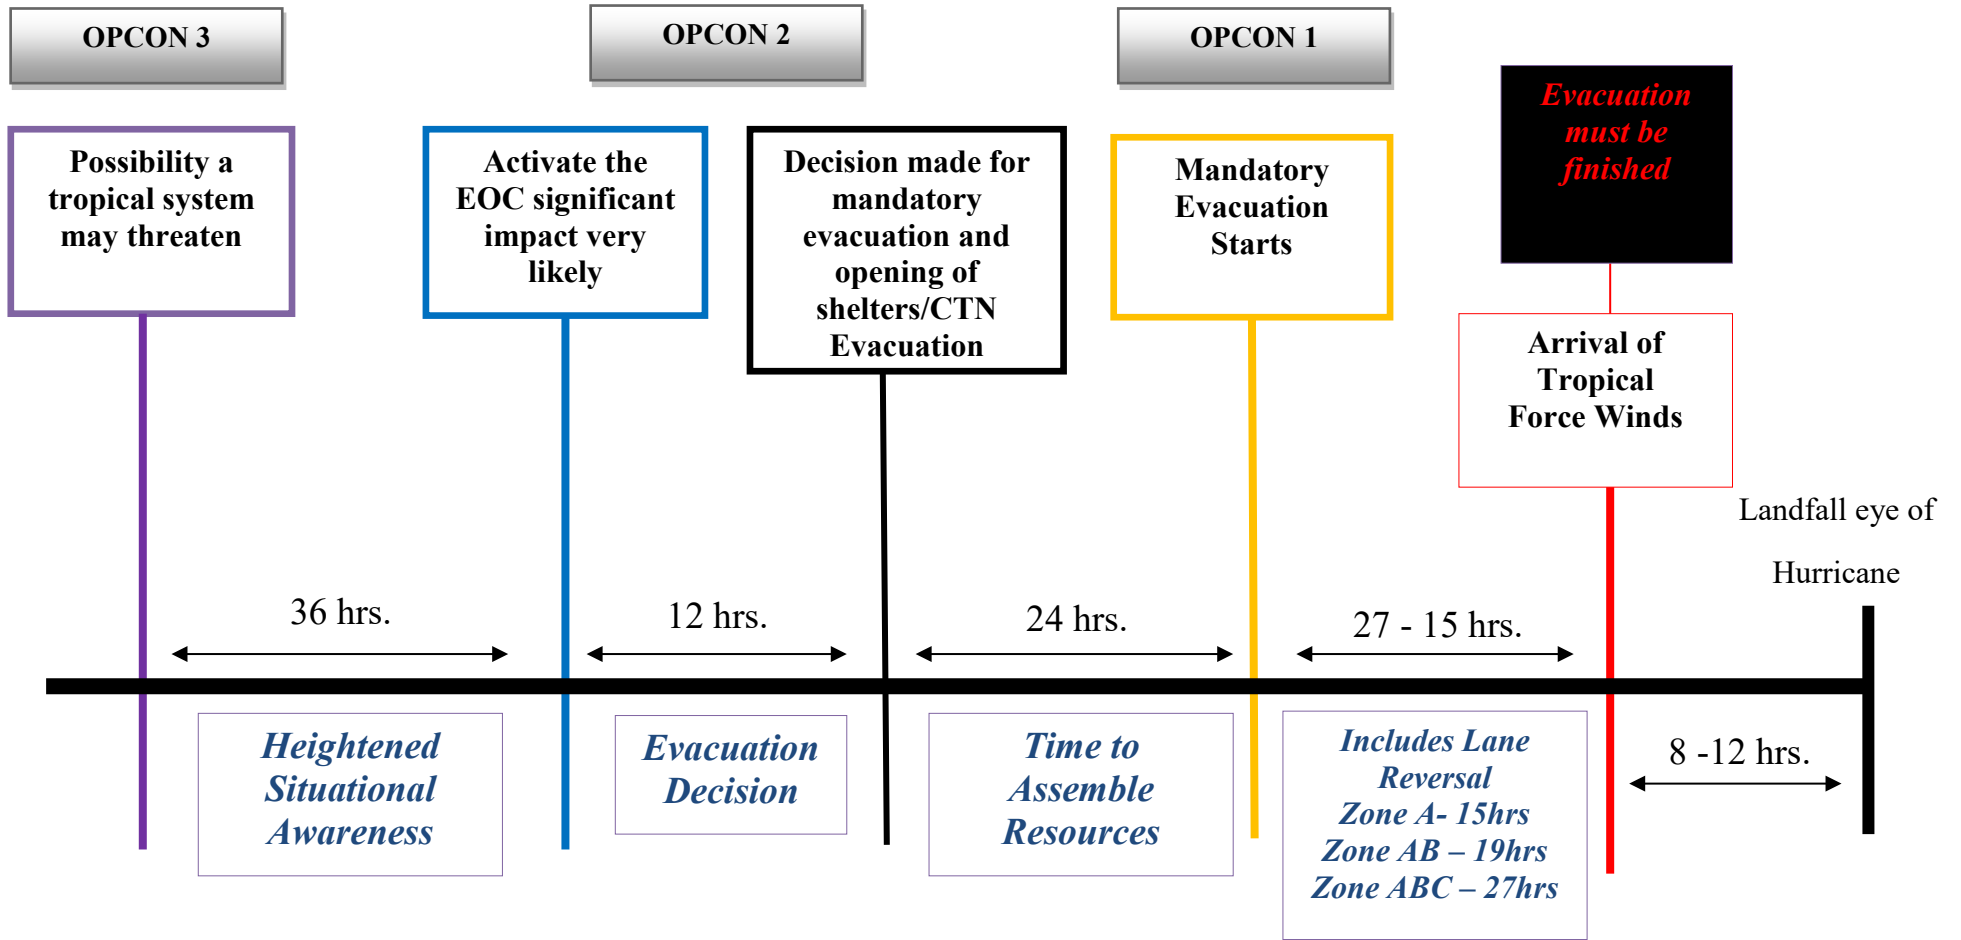 OPCON 3
OPCON 2
OPCON 1
Possibility a
tropical system
may threaten
Activate the
EOC significant
impact very
likely
Decision made for
mandatory
evacuation and
opening of
shelters/CTN
Evacuation
Mandatory
Evacuation
Starts
Evacuation
must be
finished
Arrival of
Tropical
Force Winds
Landfall eye of
Hurricane
36 hrs.
12 hrs.
24 hrs.
27 - 15 hrs.
8 -12 hrs.
Heightened
Situational
Awareness
Evacuation
Decision
Time to
Assemble
Resources
Includes Lane
Reversal
Zone A- 15hrs
Zone AB – 19hrs
Zone ABC – 27hrs